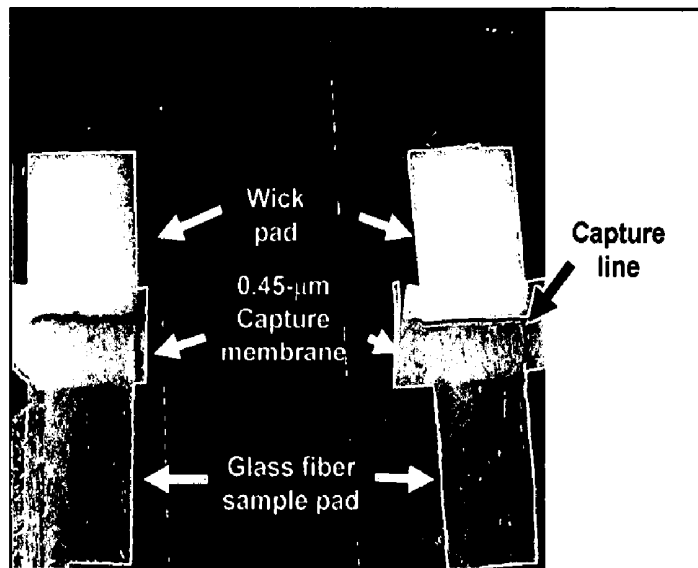 Wick
pad
Capture
line
0.45-μm
Capture
membrane
Glass fiber
sample pad